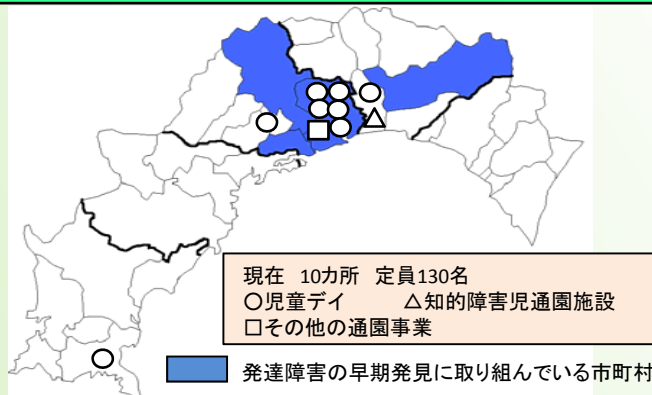 現在 10カ所 定員130名
○児童デイ △知的障害児通園施設
□その他の通園事業
発達障害の早期発見に取り組んでいる市町村